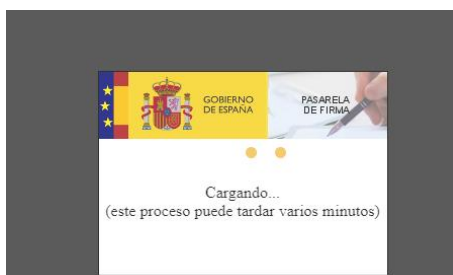 GOBIERNO
DE ESPAÑA
PASARELA
DE FIRMA
Cargando...
(este proceso puede tardar varios minutos)